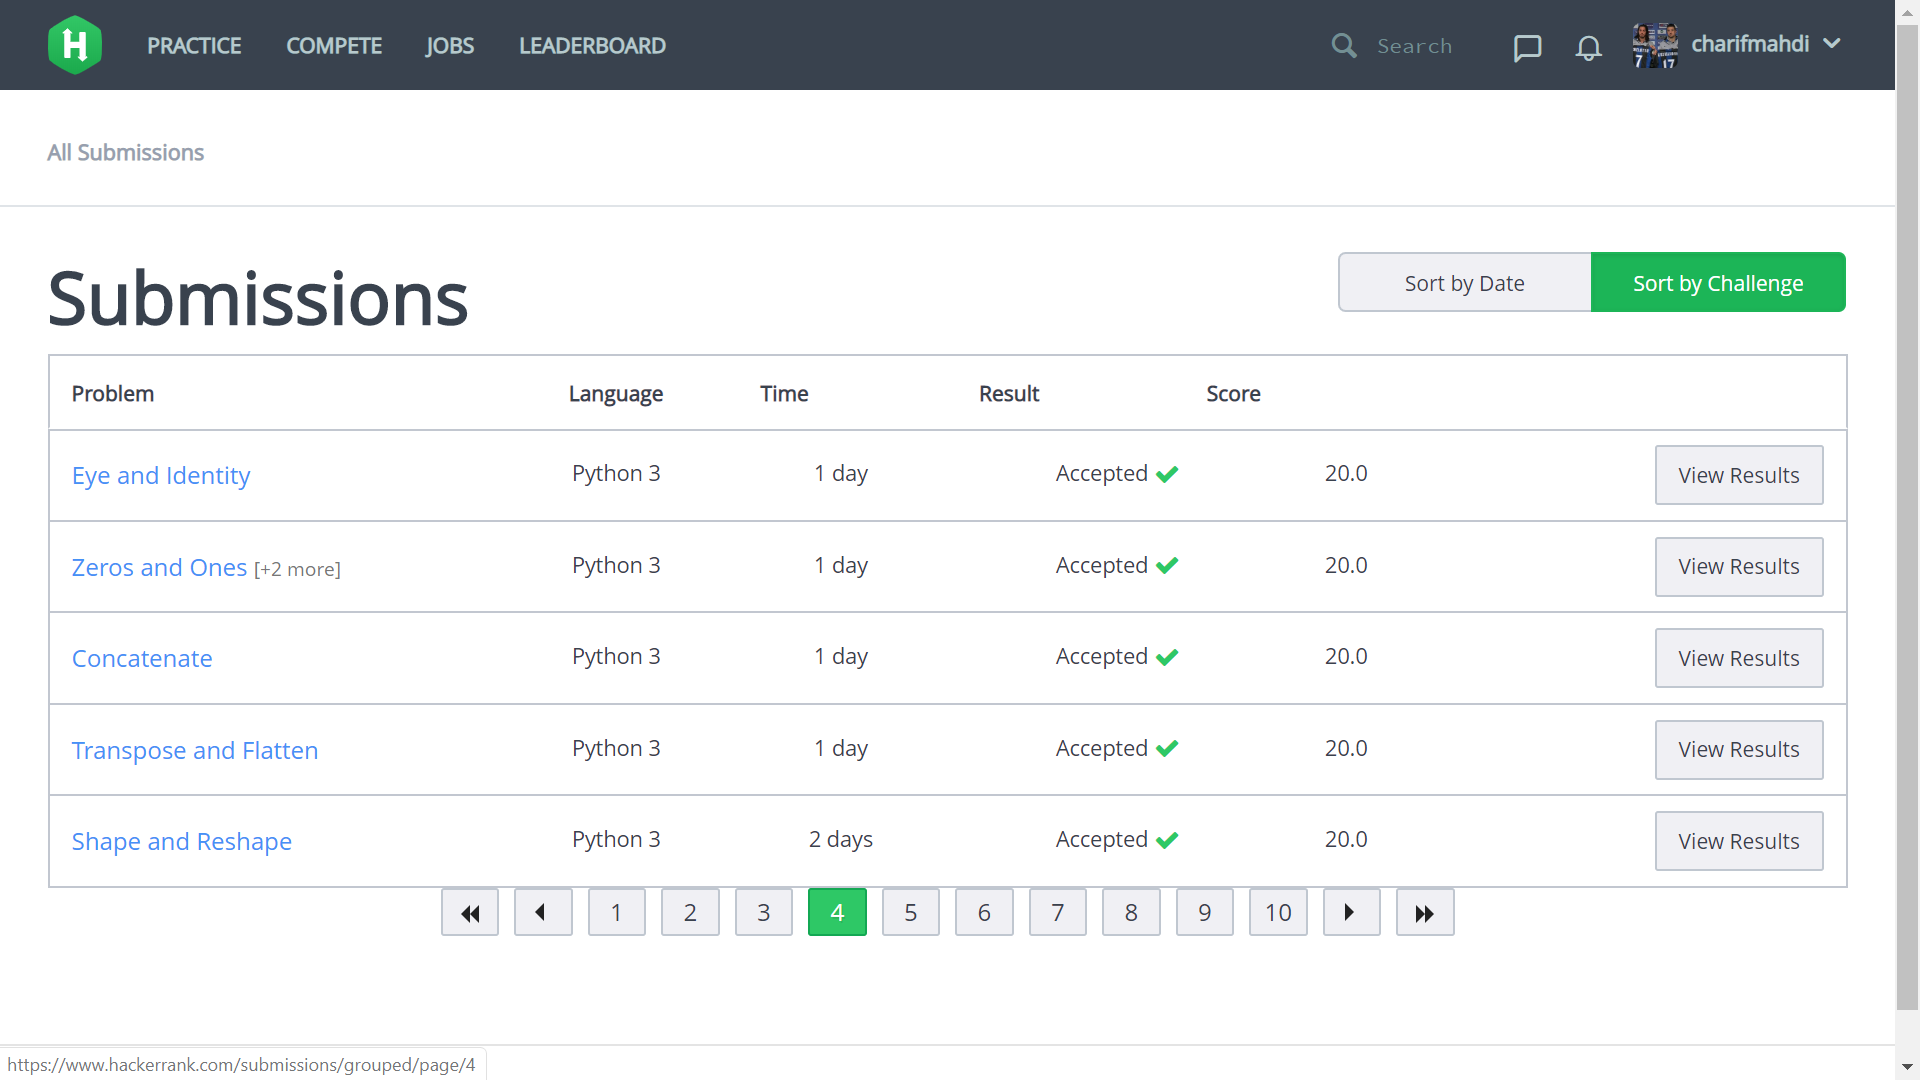 PRACTICE COMPETE JOBS LEADERBOARD Search charifmahdi
All Submissions
Submissions
Sort by Date Sort by Challenge
Problem Language Time Result Score
Eye and Identity Python 3 1 day Accepted 20.0 View Results
Zeros and Ones [+2 more] Python 3 1 day Accepted 20.0 View Results
Concatenate Python 3 1 day Accepted 20.0 View Results
Transpose and Flatten Python 3 1 day Accepted 20.0 View Results
Shape and Reshape Python 3 2 days Accepted 20.0 View Results
1 2 3 4 5 6 7 8 9 10
https://www.hackerrank.com/submissions/grouped/page/4